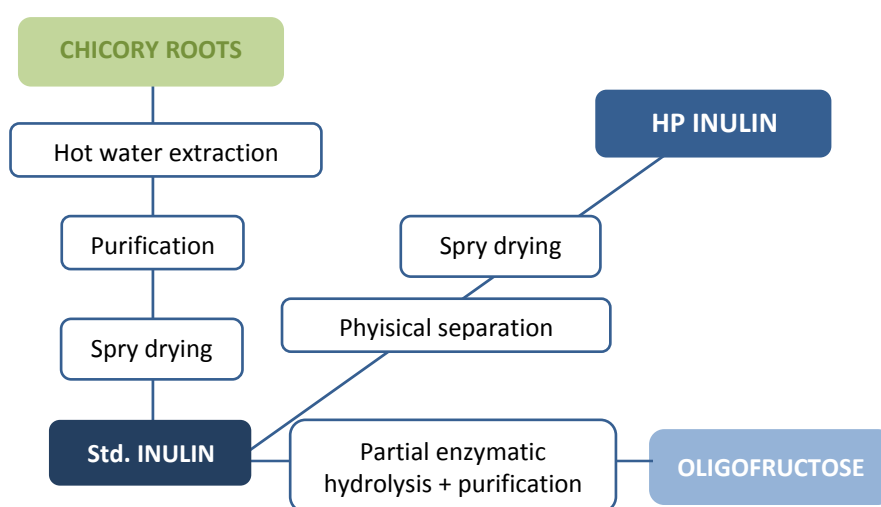 CHICORY ROOTS
Hot water extraction
Purification
Spry drying
Std. INULIN
HP INULIN
Spry drying
Phyisical separation
Partial enzymatic
hydrolysis + purification
OLIGOFRUCTOSE